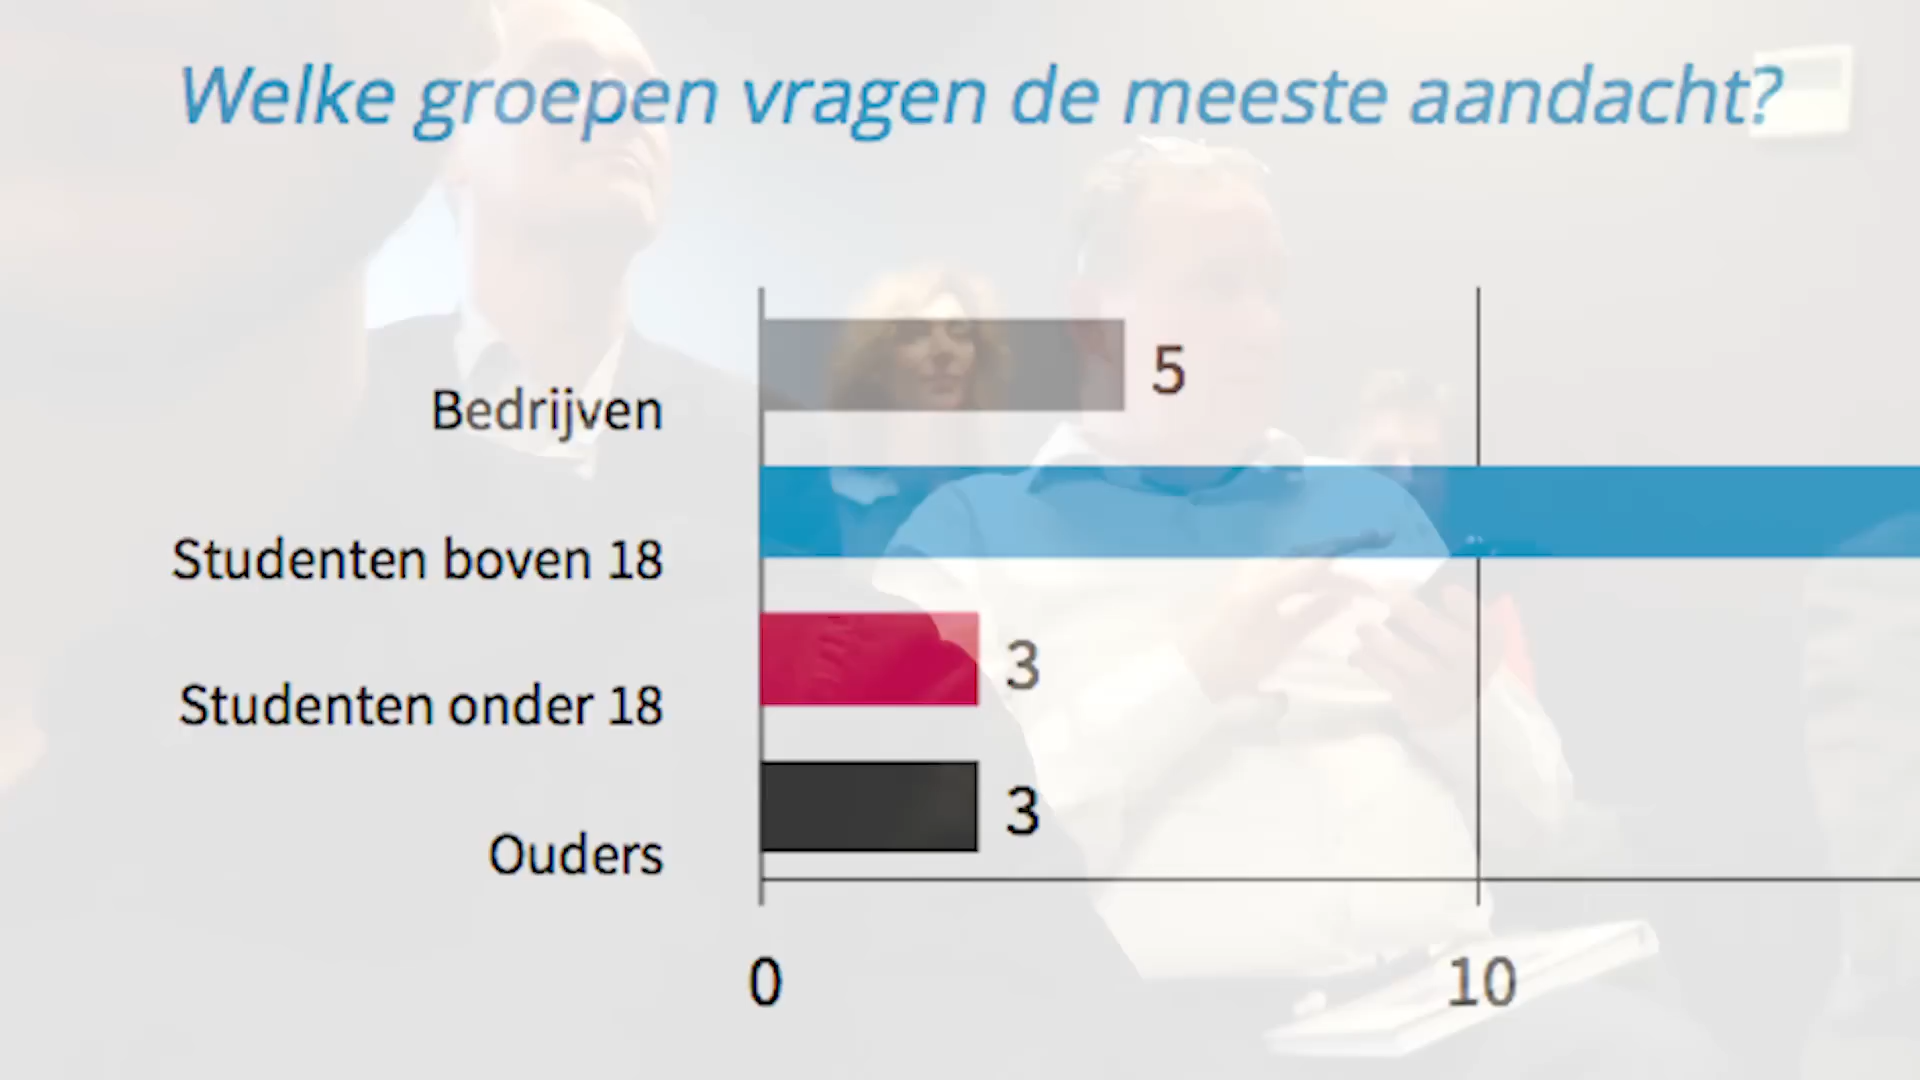 Welke groepen vragen de meeste aandacht?
Bedrijven
5
Studenten boven 18
Studenten onder 18
3
Ouders
3
0
10